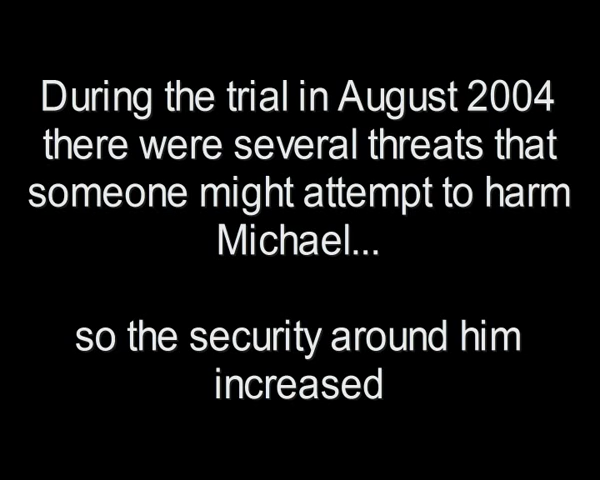 During the trial in August 2004
there were several threats that
someone might attempt to harm
Michael...
so the security around him
increased